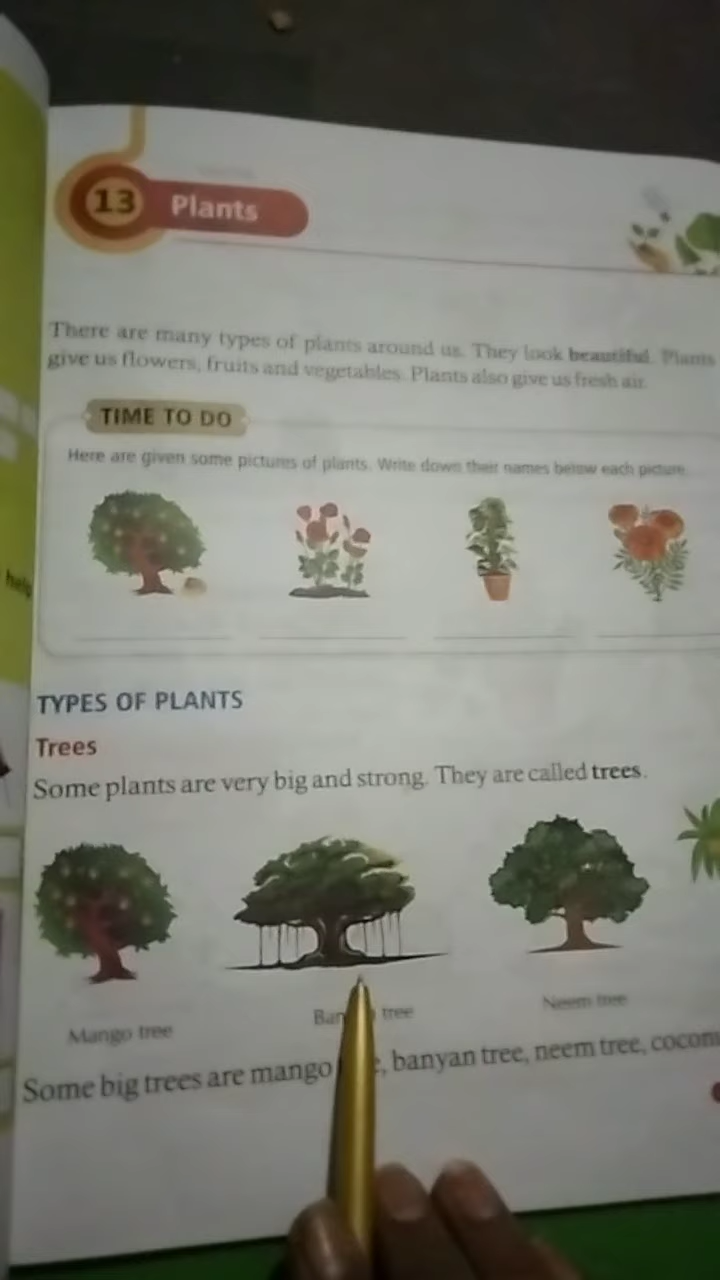 13 Plants
There are many types of plants around us. They look beautiful. Plants
give us flowers, fruits and vegetables. Plants also give us fresh air.
TIME TO DO
Here are given some pictures of plants. Write down their names below each picture.
TYPES OF PLANTS
Trees
Some plants are very big and strong. They are called trees.
Mango tree
tree
Neem tree
Some big trees are mango , banyan tree, neem tree,